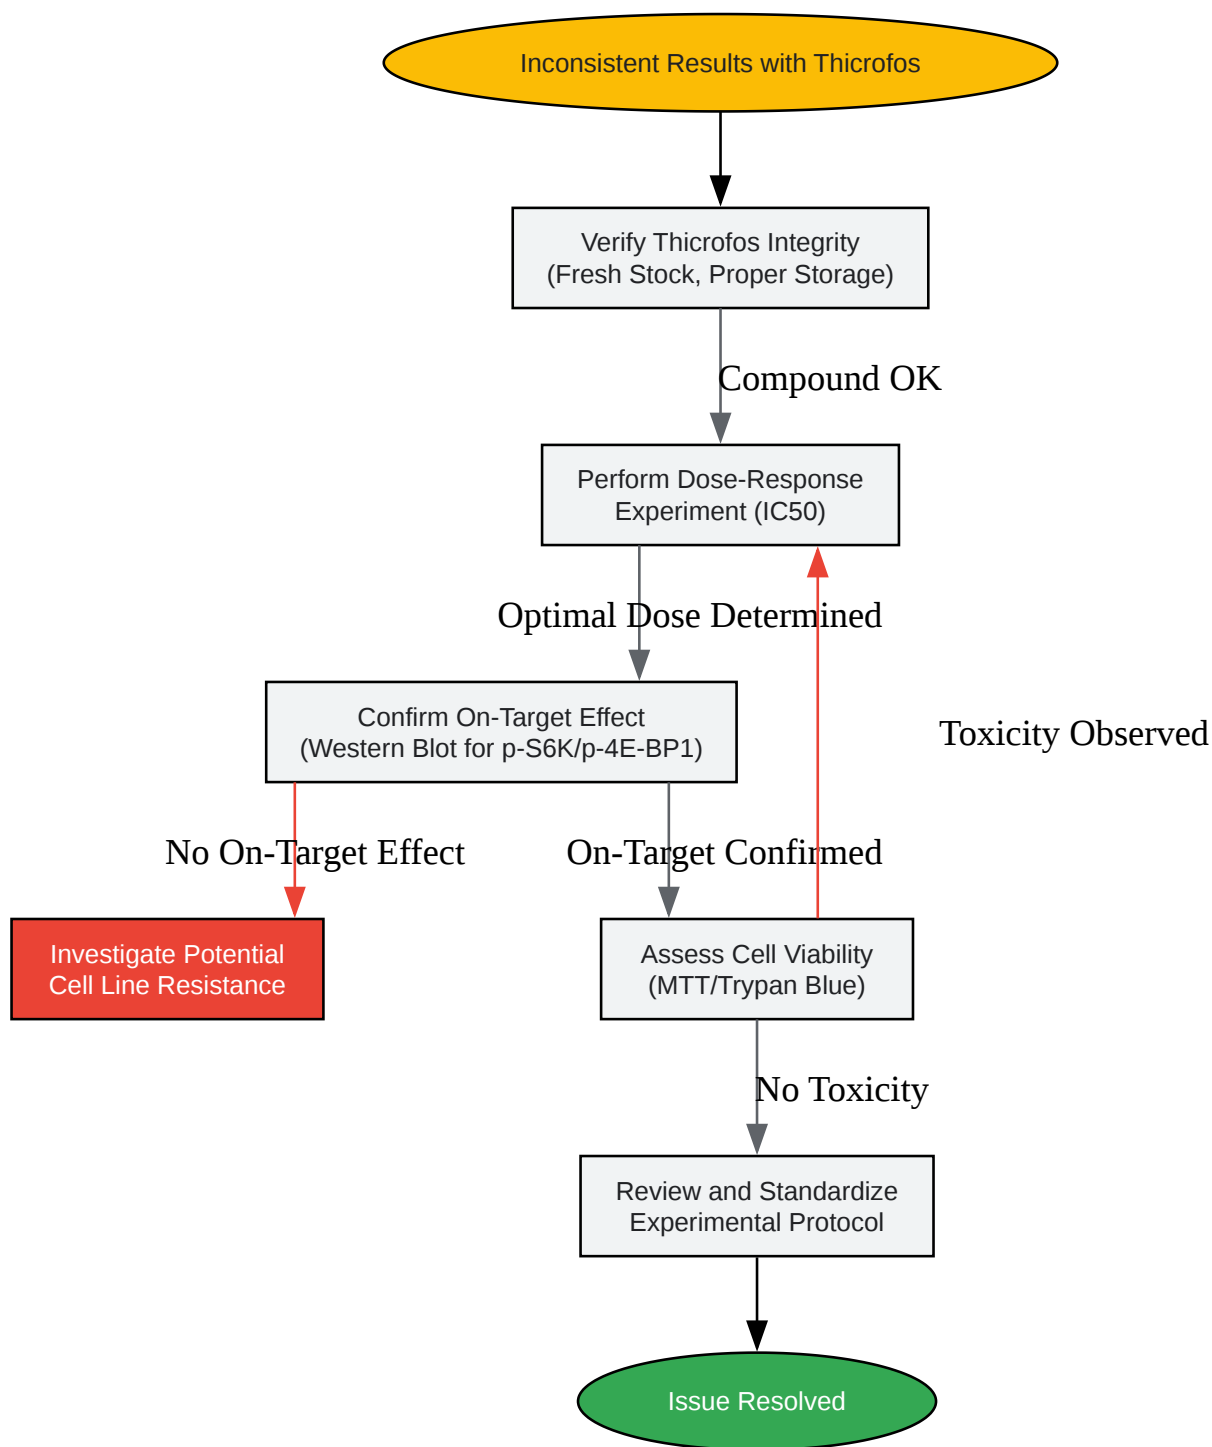 Inconsistent Results with Thicrofos
Verify Thicrofos Integrity
(Fresh Stock, Proper Storage)
Compound OK
Perform Dose-Response
Experiment (IC50)
Optimal Dose Determined
Confirm On-Target Effect
(Western Blot for p-S6K/p-4E-BP1)
Toxicity Observed
No On-Target Effect
On-Target Confirmed
Investigate Potential
Cell Line Resistance
Assess Cell Viability
(MTT/Trypan Blue)
No Toxicity
Review and Standardize
Experimental Protocol
Issue Resolved